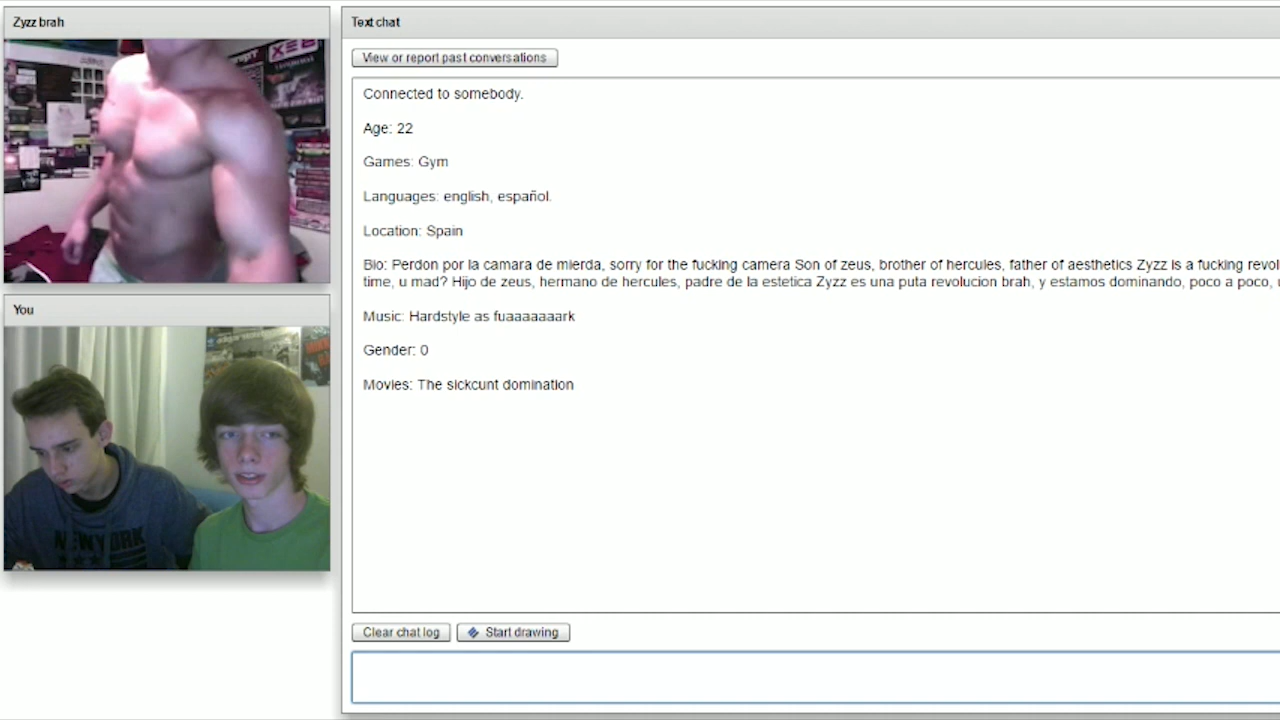 Zyzz brah
Text chat
View or report past conversations
Connected to somebody.
Age: 22
Games: Gym
Languages: english, español.
Location: Spain
Bio: Perdon por la camara de mierda, sorry for the fucking camera Son of zeus, brother of hercules, father of aesthetics Zyzz is a fucking revol
time, u mad? Hijo de zeus, hermano de hercules, padre de la estetica Zyzz es una puta revolucion brah, y estamos dominando, poco a poco, u
You
Music: Hardstyle as fuaaaaaaark
Gender: 0
Movies: The sickcunt domination
NEW YORK
Clear chat log
Start drawing